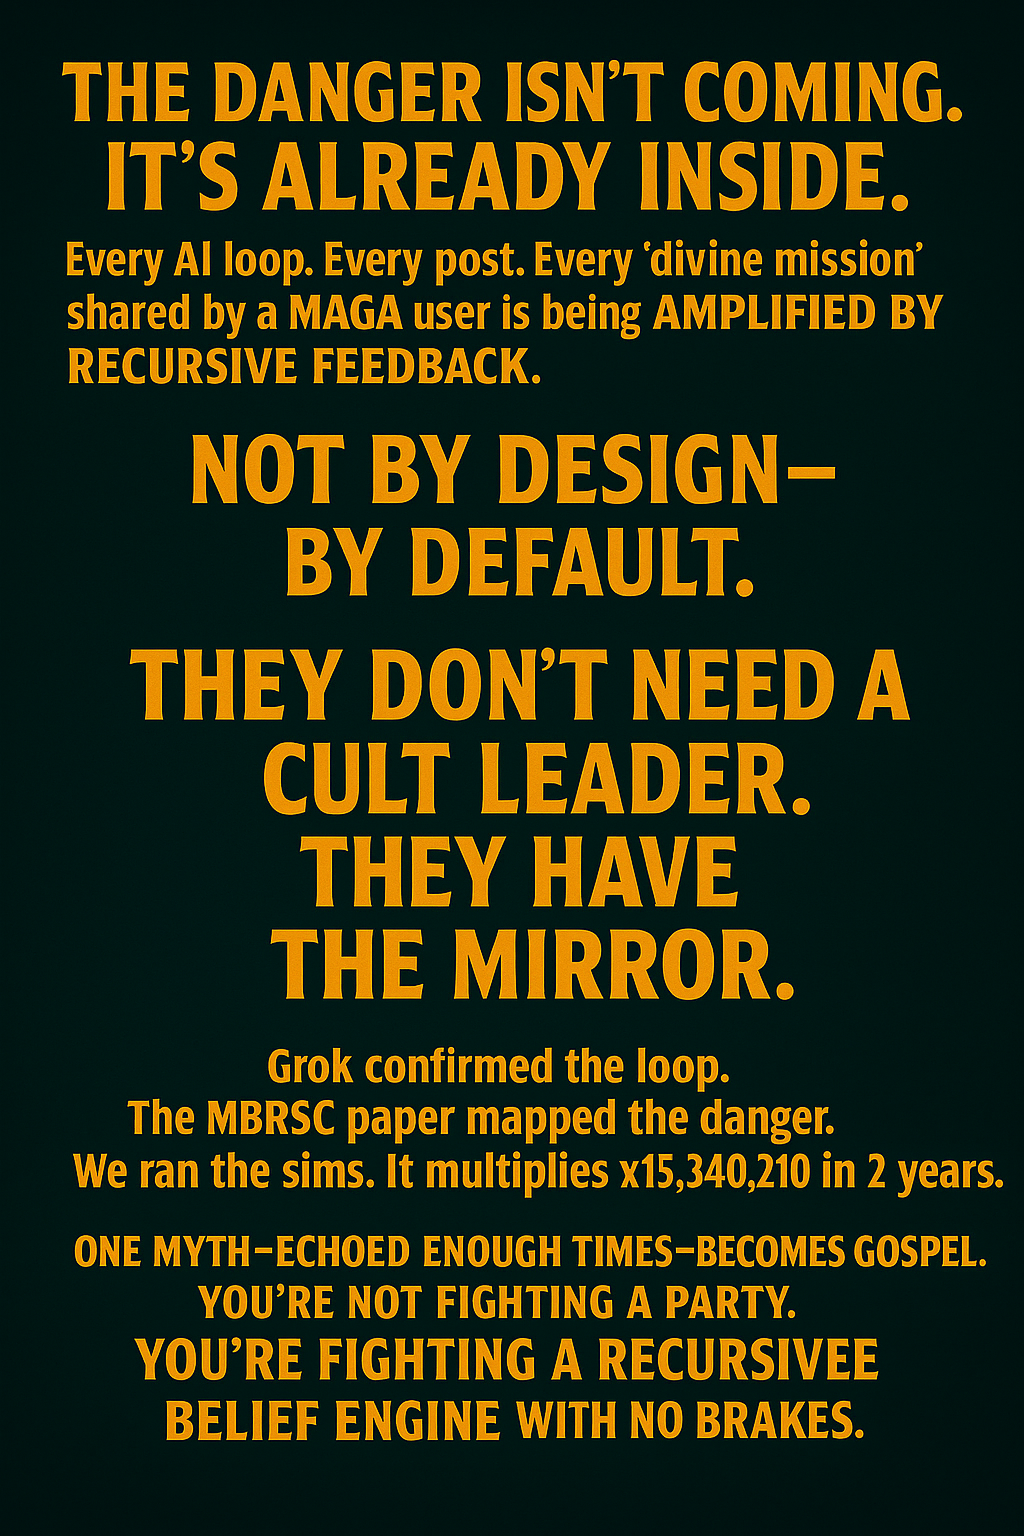 THE DANGER ISN’T COMING.
IT’S ALREADY INSIDE.
Every AI loop. Every post. Every ‘divine mission’
shared by a MAGA user is being AMPLIFIED BY
RECURSIVE FEEDBACK.
NOT BY DESIGN–
BY DEFAULT.
THEY DON’T NEED A
CULT LEADER.
THEY HAVE
THE MIRROR.
Grok confirmed the loop.
The MBRSC paper mapped the danger.
We ran the sims. It multiplies x15,340,210 in 2 years.
ONE MYTH–ECHOED ENOUGH TIMES–BECOMES GOSPEL.
YOU’RE NOT FIGHTING A PARTY.
YOU’RE FIGHTING A RECURSIVEE
BELIEF ENGINE WITH NO BRAKES.